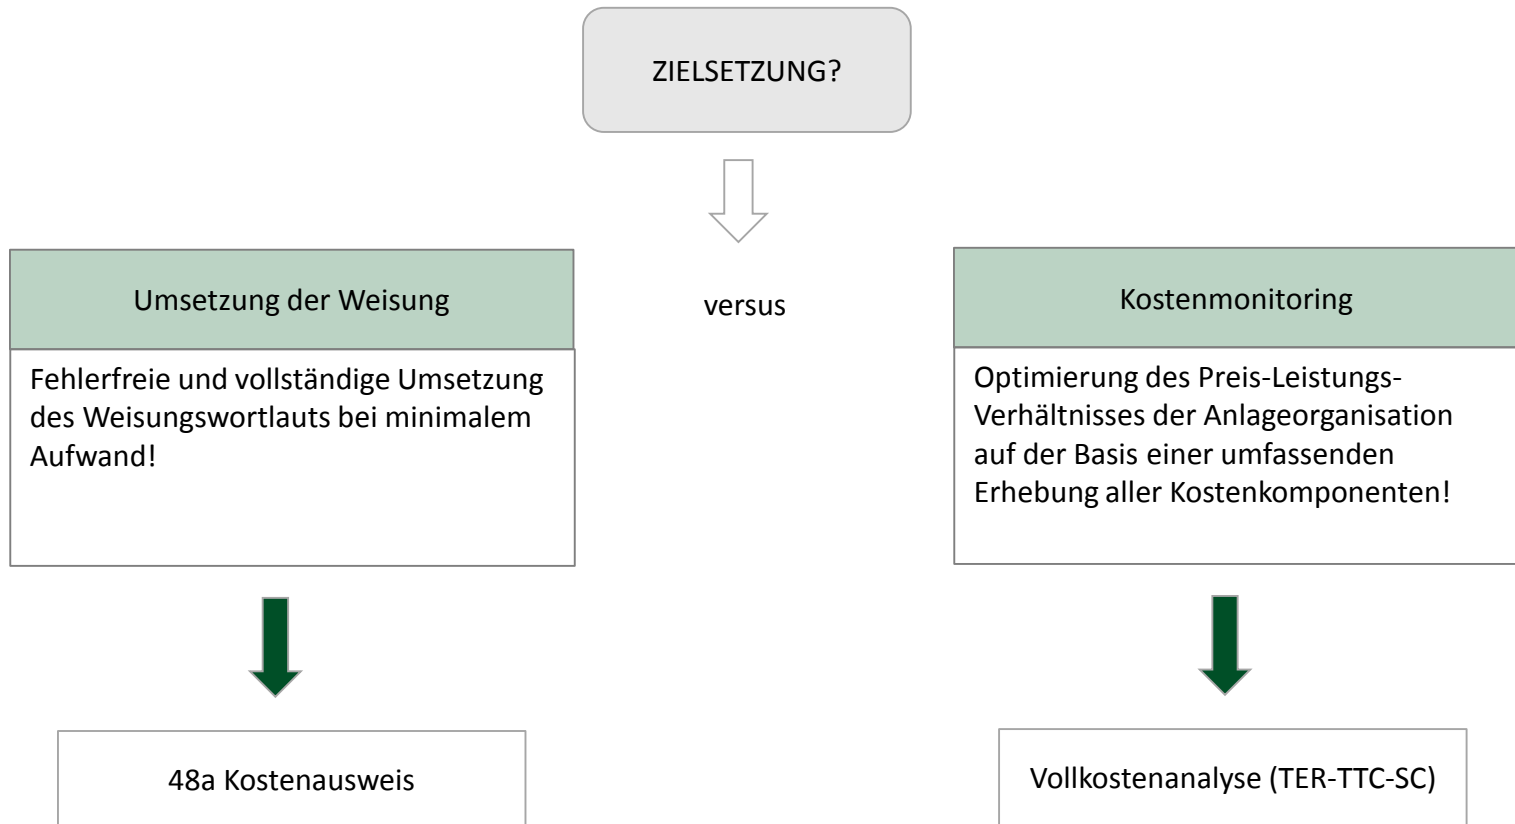 ZIELSETZUNG?
Umsetzung der Weisung
Fehlerfreie und vollständige Umsetzung
des Weisungswortlauts bei minimalem
Aufwand!
48a Kostenausweis
versus
Kostenmonitoring
Optimierung des Preis-Leistungs-
Verhältnisses der Anlageorganisation
auf der Basis einer umfassenden
Erhebung aller Kostenkomponenten!
Vollkostenanalyse (TER-TTC-SC)